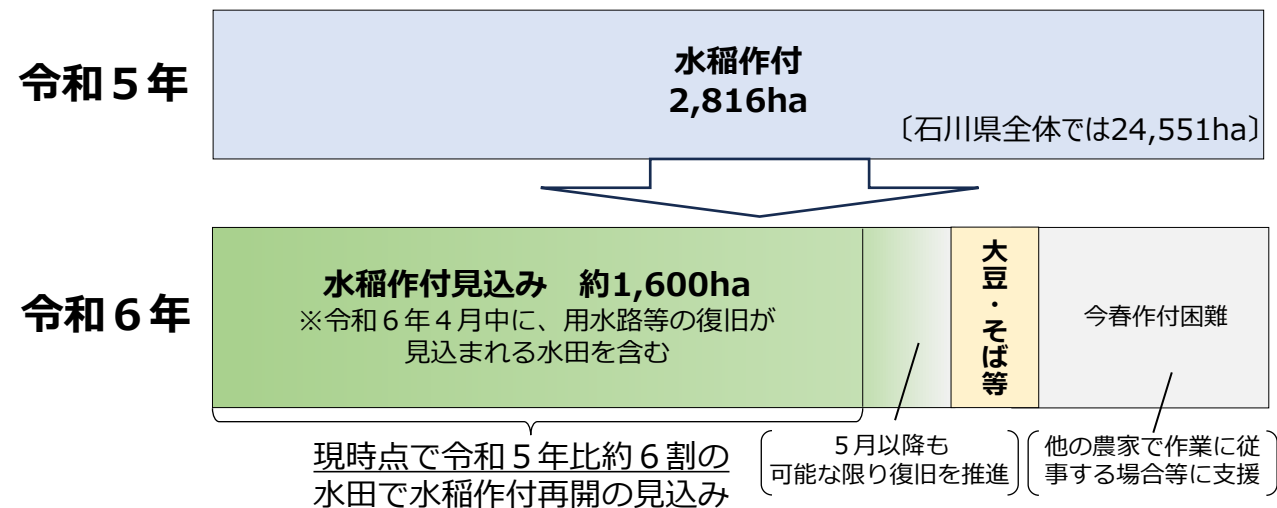 令和５年
水稲作付
2,816ha
〔石川県全体では24,551ha〕
令和６年
水稲作付見込み　約1,600ha
※令和６年４月中に、用水路等の復旧が
見込まれる水田を含む
大豆・そば等
今春作付困難
現時点で令和５年比約６割の
水田で水稲作付再開の見込み
５月以降も
可能な限り復旧を推進
他の農家で作業に従
事する場合等に支援